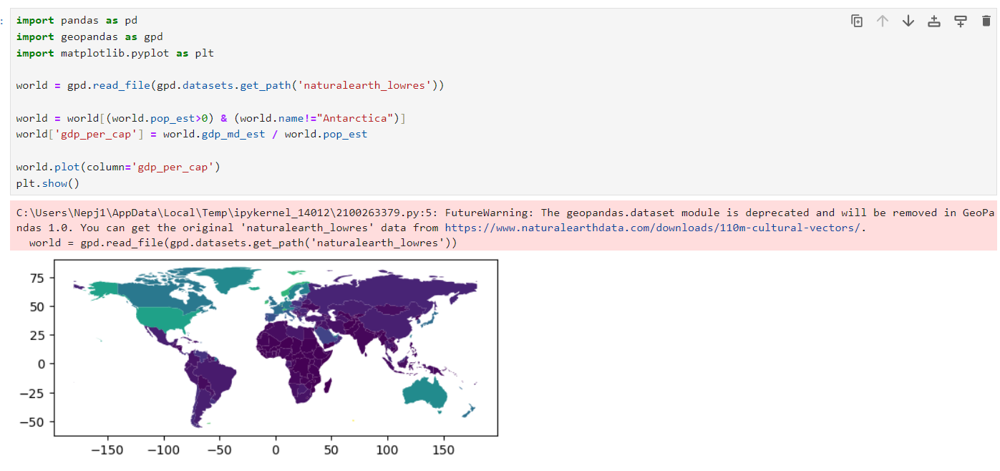 :
import pandas as pd
import geopandas as gpd
import matplotlib.pyplot as plt
world = gpd.read_file(gpd.datasets.get_path('naturalearth_lowres'))
world = world[(world.pop_est>0) & (world.name!="Antarctica")]
world['gdp_per_cap'] = world.gdp_md_est / world.pop_est
world.plot(column='gdp_per_cap')
plt.show()
C:\Users\Nepj1\AppData\Local\Temp\ipykernel_14012\2100263379.py:5: FutureWarning: The geopandas.dataset module is deprecated and will be removed in GeoPa
ndas 1.0. You can get the original 'naturalearth_lowres' data from https://www.naturalearthdata.com/downloads/110m-cultural-vectors/.
world = gpd.read_file(gpd.datasets.get_path('naturalearth_lowres'))
75
50
25
0
−25
−50
−150 −100 −50 0 50 100 150